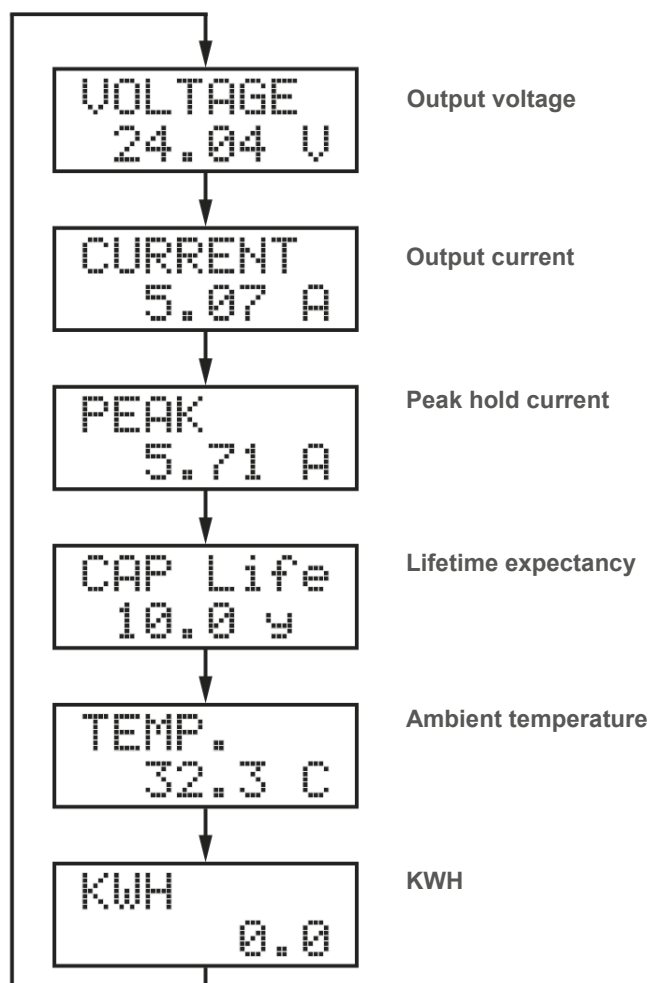 VOLTAGE
24.04 V
Output voltage
CURRENT
5.07 A
Output current
PEAK
5.71 A
Peak hold current
CAP Life
10.0 y
Lifetime expectancy
TEMP.
32.3 C
Ambient temperature
KWH
0.0
KWH